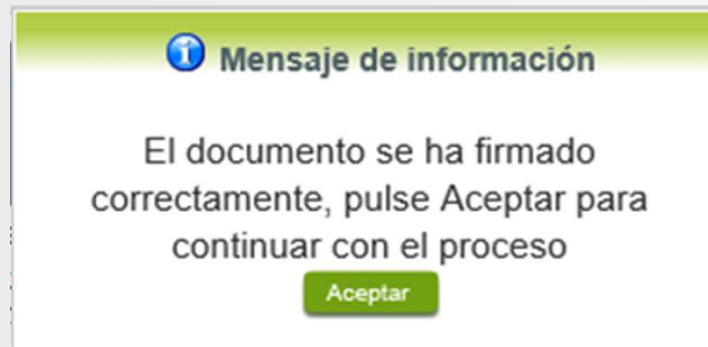 Mensaje de información
El documento se ha firmado
correctamente, pulse Aceptar para
continuar con el proceso
Aceptar